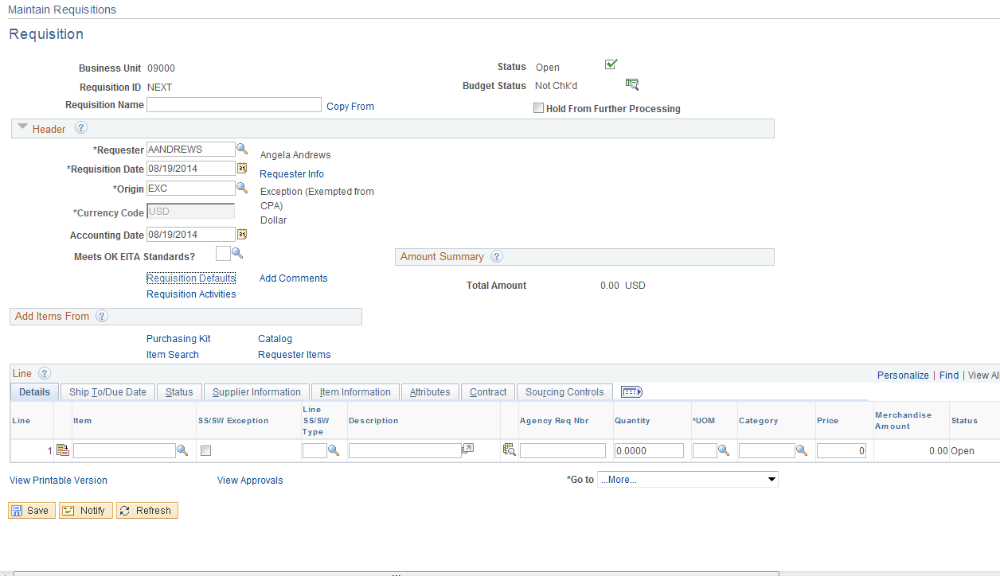 Maintain Requisitions
Requisition
Business Unit 09000
Status Open
Requisition ID NEXT
Budget Status Not Chk'd
Requisition Name
Copy From
Hold From Further Processing
Header ?
*Requester AANDREWS
Angela Andrews
*Requisition Date 08/19/2014 31
Requester Info
*Origin EXC
Exception (Exempted from
CPA)
*Currency Code USD
Dollar
Accounting Date 08/19/2014 31
Meets OK EITA Standards?
Amount Summary ?
Requisition Defaults Add Comments
Total Amount 0.00 USD
Requisition Activities
Add Items From ?
Purchasing Kit Catalog
Item Search Requester Items
Line ?
Personalize | Find | View Al
Details Ship To/Due Date Status Supplier Information Item Information Attributes Contract Sourcing Controls
Line Item SS/SW Exception Line SS/SW Type Description Agency Req Nbr Quantity *UOM Category Price Merchandise Amount Status
1 0.0000 0 0.00 Open
View Printable Version View Approvals *Go to ...More...
Save Notify Refresh